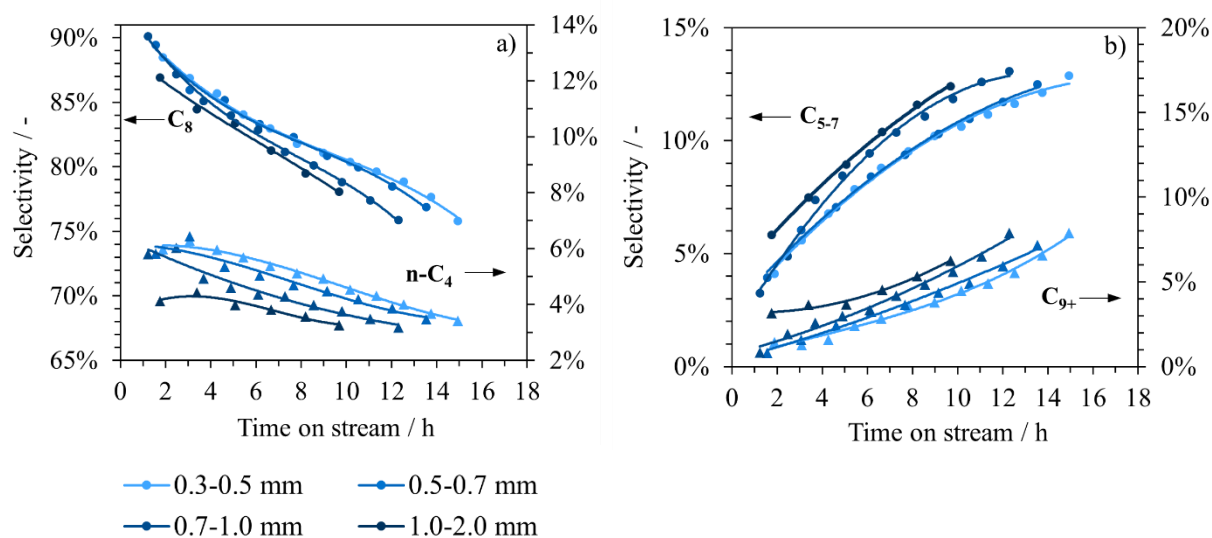 a)
90%
85%
80%
75%
70%
65%
14%
12%
10%
8%
6%
4%
2%
C8
n-C4
Selectivity / -
0 2 4 6 8 10 12 14 16 18
Time on stream / h
b)
15%
10%
5%
0%
20%
15%
10%
5%
0%
C5-7
C9+
Selectivity / -
0 2 4 6 8 10 12 14 16 18
Time on stream / h
0.3-0.5 mm 0.5-0.7 mm
0.7-1.0 mm 1.0-2.0 mm